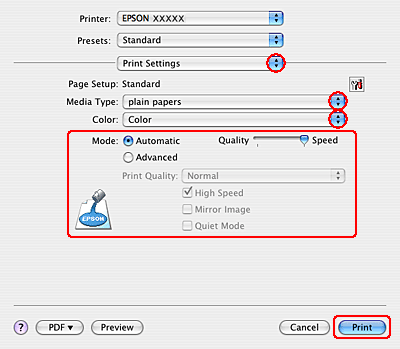 Printer: EPSON XXXXX
Presets: Standard
Print Settings
Page Setup: Standard
Media Type: plain papers
Color: Color
Mode: Automatic Quality Speed
Advanced
Print Quality: Normal
High Speed
EPSON Mirror Image
Quiet Mode
? PDF Preview Cancel Print